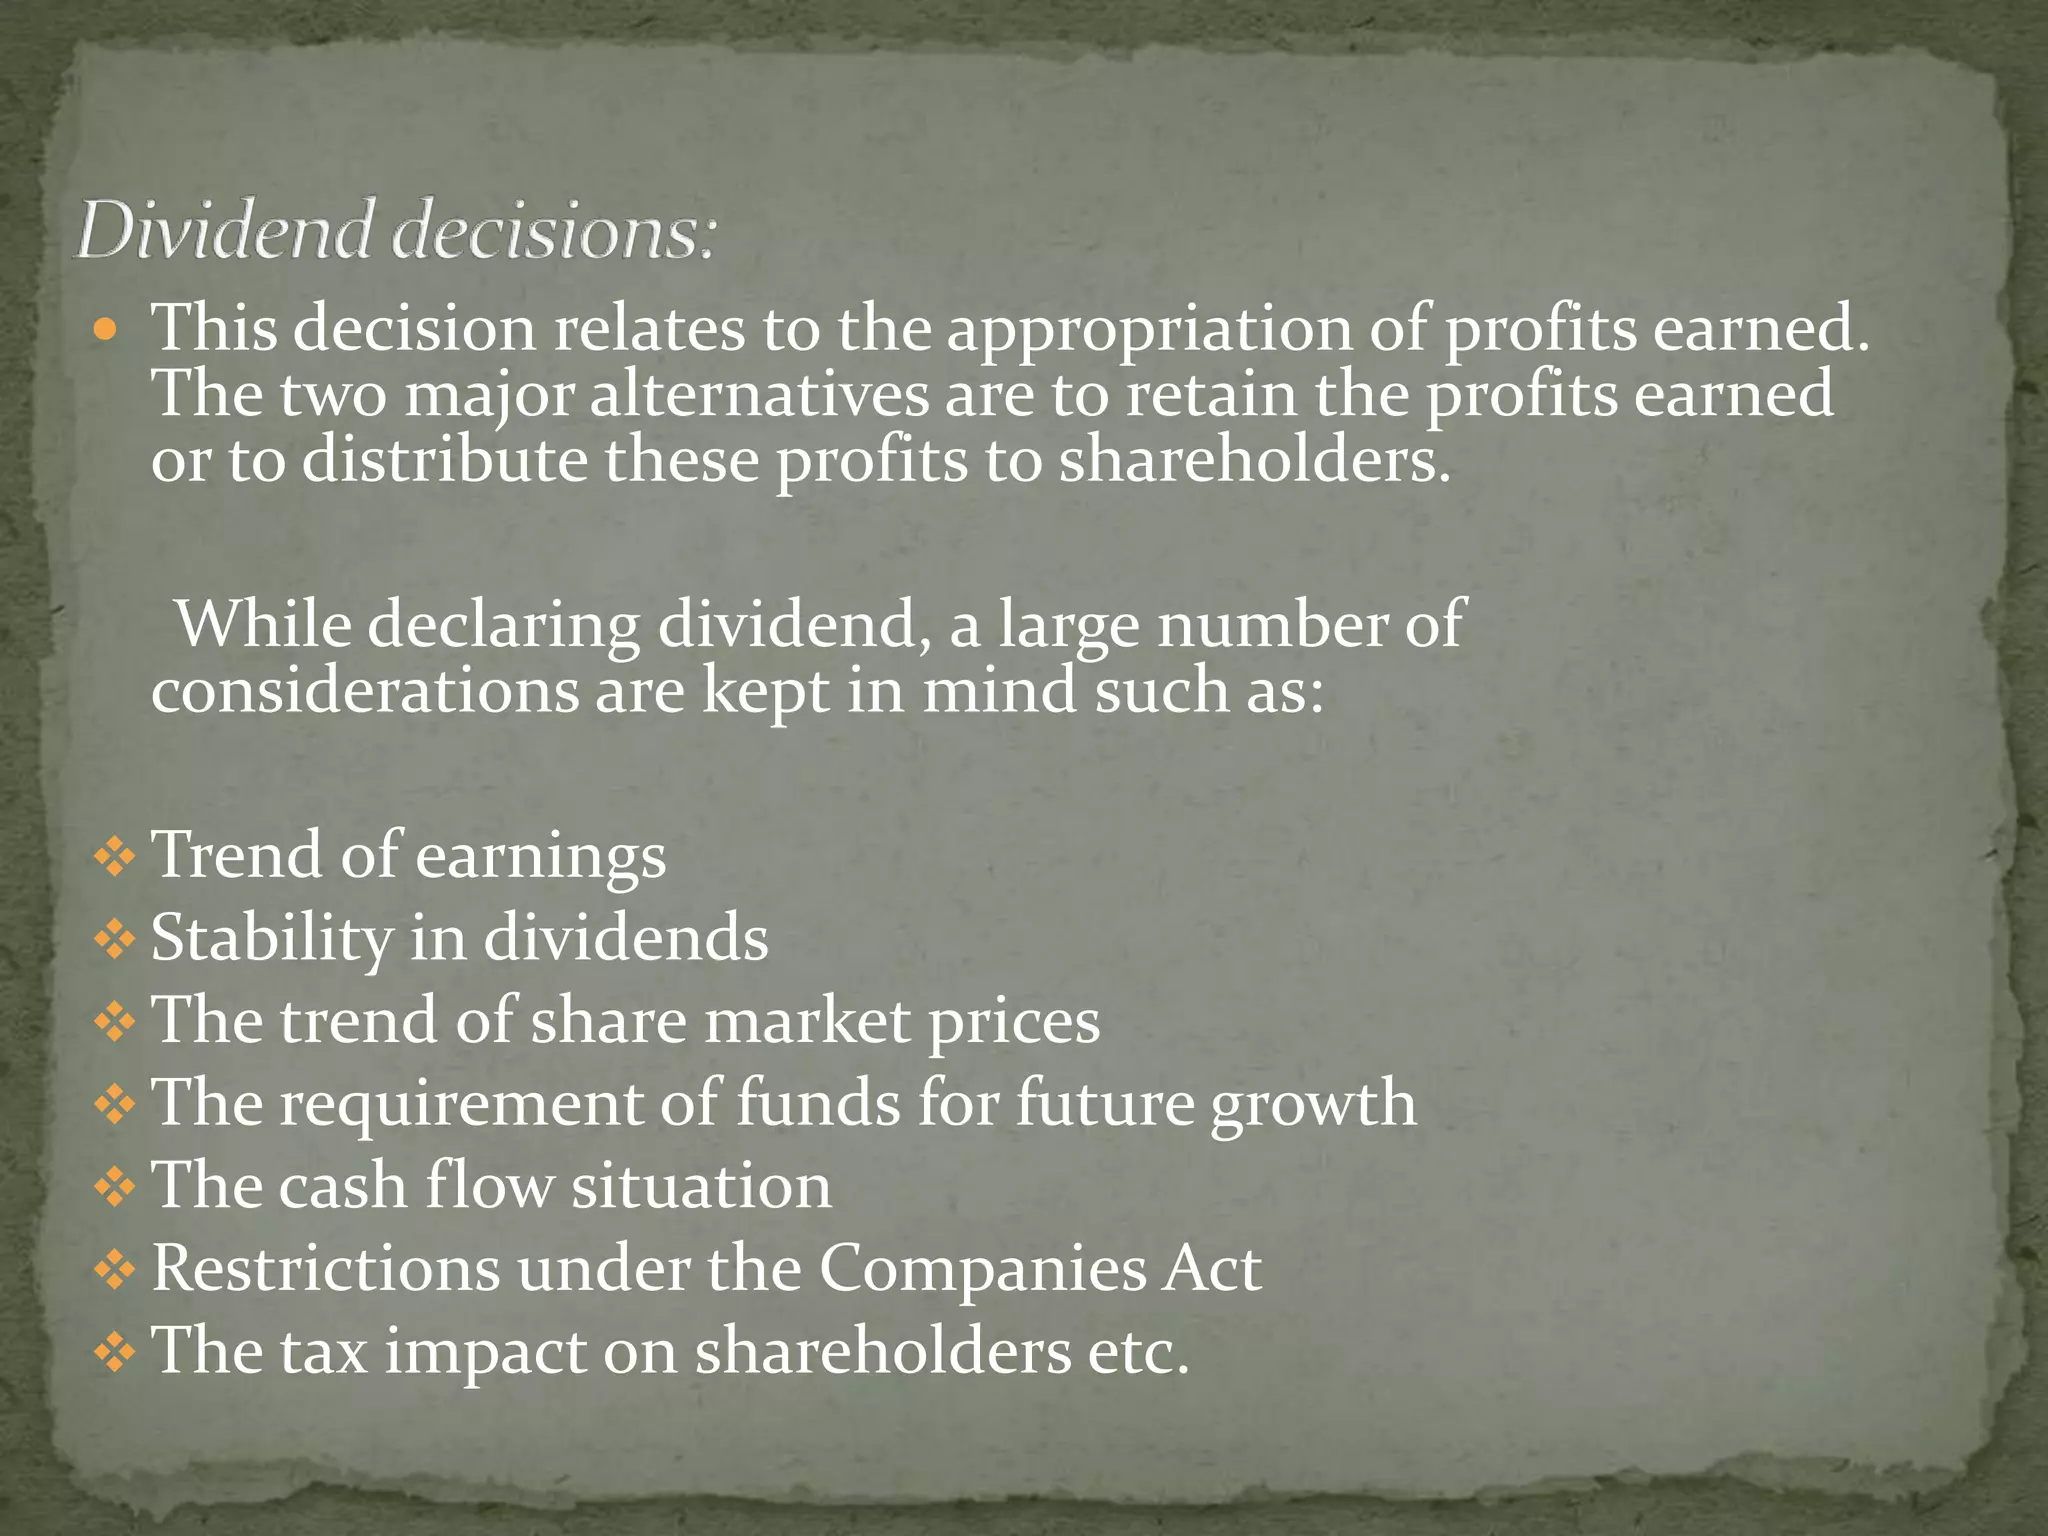 Dividend decisions:
This decision relates to the appropriation of profits earned.
The two major alternatives are to retain the profits earned
or to distribute these profits to shareholders.
While declaring dividend, a large number of
considerations are kept in mind such as:
Trend of earnings
Stability in dividends
The trend of share market prices
The requirement of funds for future growth
The cash flow situation
Restrictions under the Companies Act
The tax impact on shareholders etc.